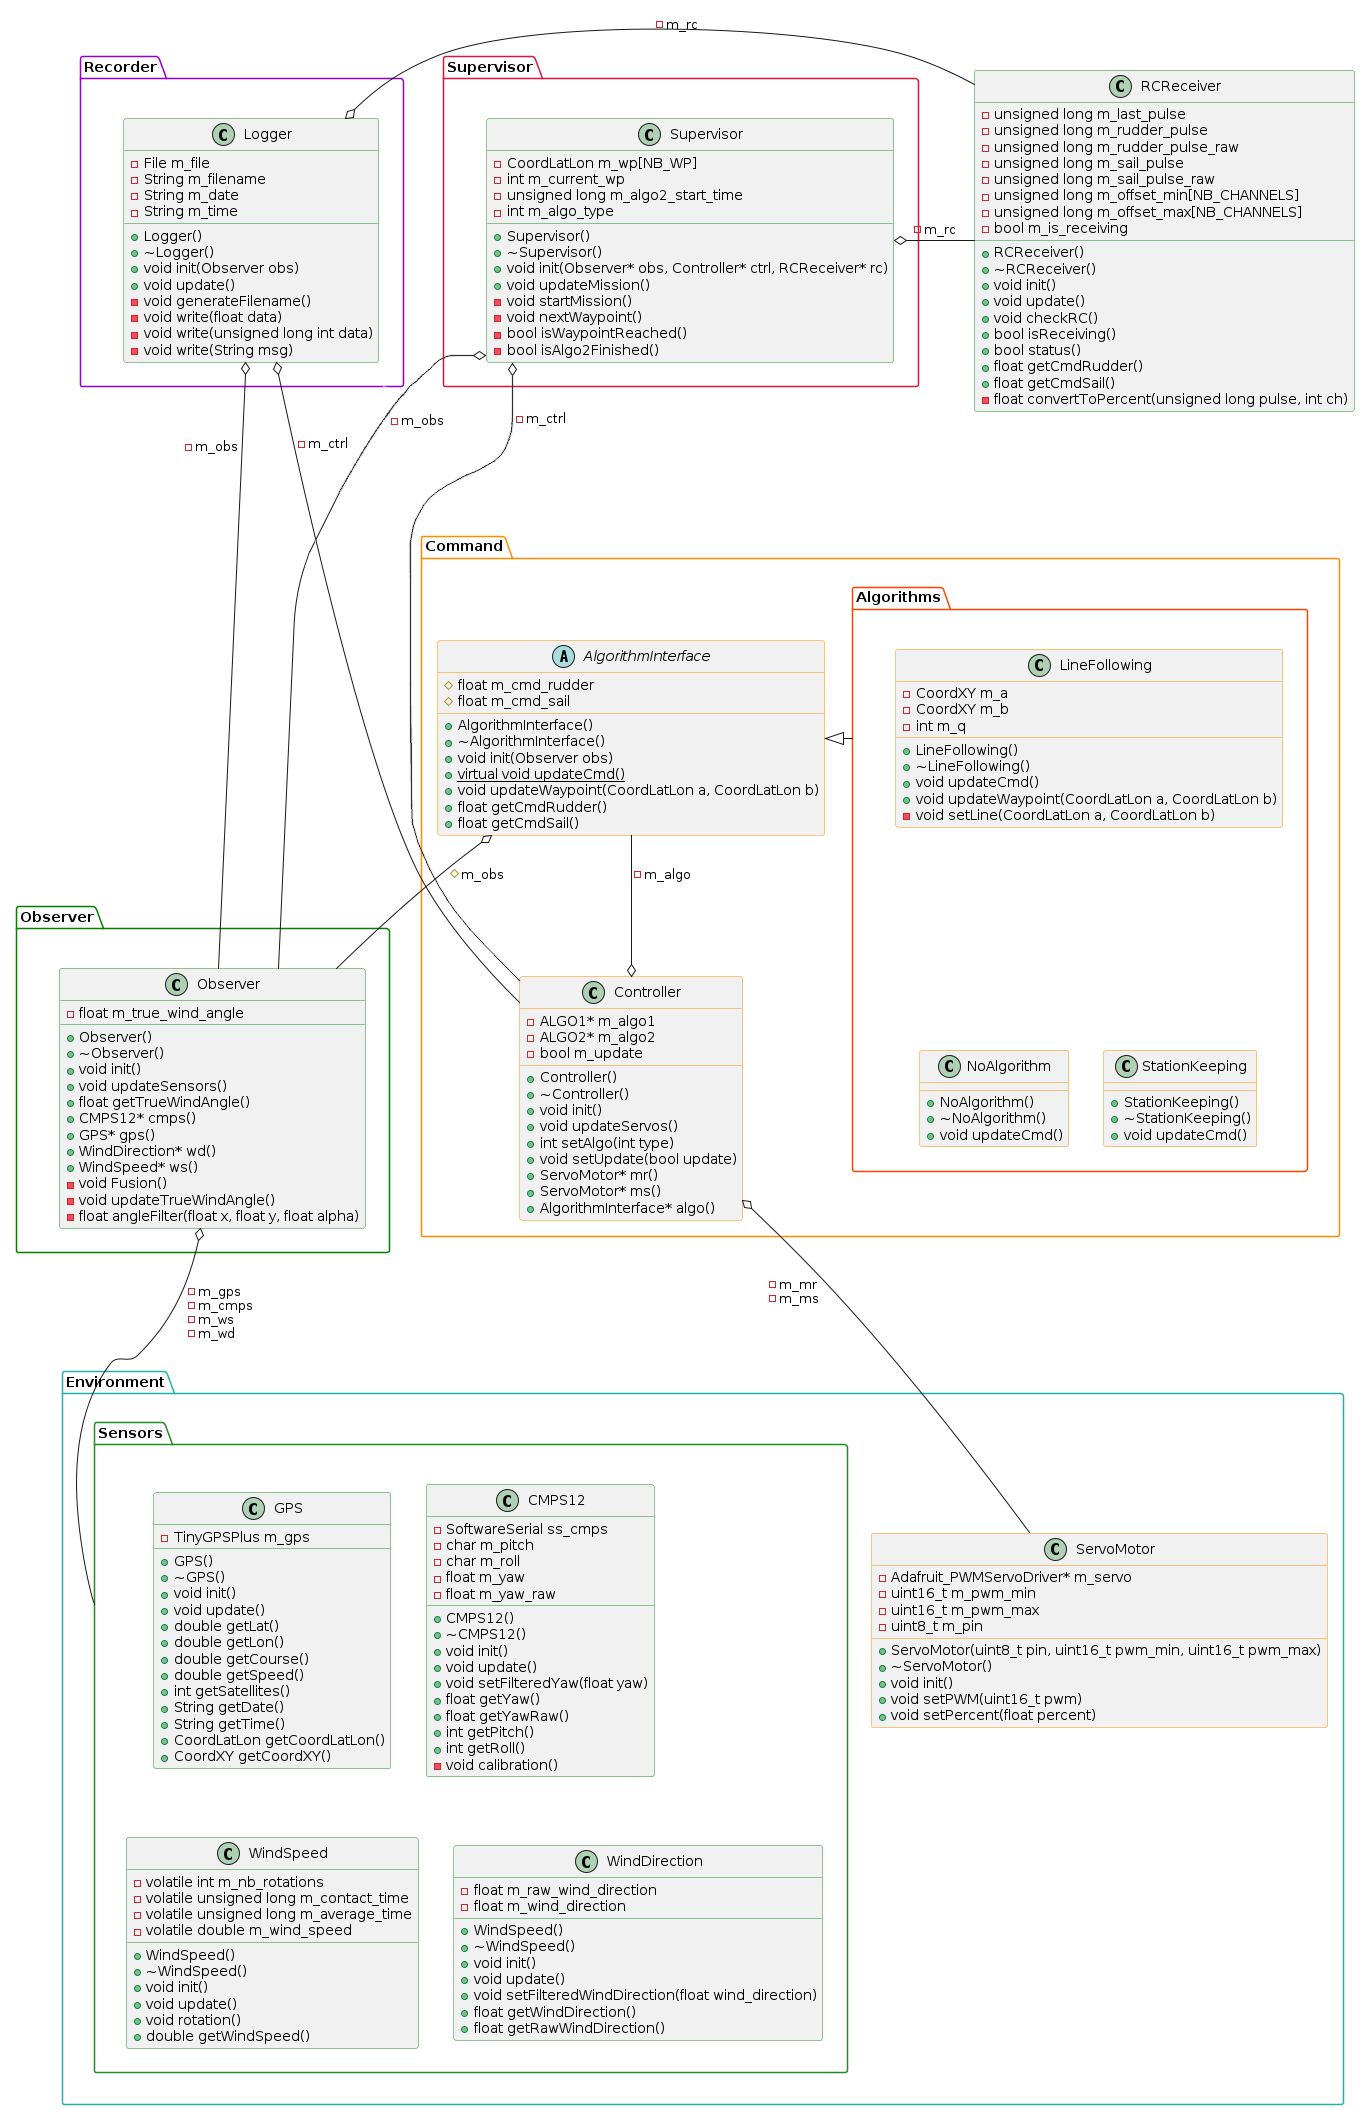 m_rc
Recorder
C Logger
File m_file
String m_filename
String m_date
String m_time
Logger()
~Logger()
void init(Observer obs)
void update()
void generateFilename()
void write(float data)
void write(unsigned long int data)
void write(String msg)
Supervisor
C Supervisor
CoordLatLon m_wp[NB_WP]
int m_current_wp
unsigned long m_algo2_start_time
int m_algo_type
Supervisor()
~Supervisor()
void init(Observer* obs, Controller* ctrl, RCReceiver* rc)
void updateMission()
void startMission()
void nextWaypoint()
bool isWaypointReached()
bool isAlgo2Finished()
m_rc
C RCReceiver
unsigned long m_last_pulse
unsigned long m_rudder_pulse
unsigned long m_rudder_pulse_raw
unsigned long m_sail_pulse
unsigned long m_sail_pulse_raw
unsigned long m_offset_min[NB_CHANNELS]
unsigned long m_offset_max[NB_CHANNELS]
bool m_is_receiving
RCReceiver()
~RCReceiver()
void init()
void update()
void checkRC()
bool isReceiving()
bool status()
float getCmdRudder()
float getCmdSail()
float convertToPercent(unsigned long pulse, int ch)
m_obs
m_ctrl
m_obs
m_ctrl
Command
A AlgorithmInterface
float m_cmd_rudder
float m_cmd_sail
AlgorithmInterface()
~AlgorithmInterface()
void init(Observer obs)
virtual void updateCmd()
void updateWaypoint(CoordLatLon a, CoordLatLon b)
float getCmdRudder()
float getCmdSail()
Algorithms
C LineFollowing
CoordXY m_a
CoordXY m_b
int m_q
LineFollowing()
~LineFollowing()
void updateCmd()
void updateWaypoint(CoordLatLon a, CoordLatLon b)
void setLine(CoordLatLon a, CoordLatLon b)
m_obs
m_algo
Observer
C Observer
float m_true_wind_angle
Observer()
~Observer()
void init()
void updateSensors()
float getTrueWindAngle()
CMPS12* cmps()
GPS* gps()
WindDirection* wd()
WindSpeed* ws()
void Fusion()
void updateTrueWindAngle()
float angleFilter(float x, float y, float alpha)
C Controller
ALGO1* m_algo1
ALGO2* m_algo2
bool m_update
Controller()
~Controller()
void init()
void updateServos()
int setAlgo(int type)
void setUpdate(bool update)
ServoMotor* mr()
ServoMotor* ms()
AlgorithmInterface* algo()
C NoAlgorithm
NoAlgorithm()
~NoAlgorithm()
void updateCmd()
C StationKeeping
StationKeeping()
~StationKeeping()
void updateCmd()
m_gps
m_cmps
m_ws
m_wd
m_mr
m_ms
Environment
Sensors
C GPS
TinyGPSPlus m_gps
GPS()
~GPS()
void init()
void update()
double getLat()
double getLon()
double getCourse()
double getSpeed()
int getSatellites()
String getDate()
String getTime()
CoordLatLon getCoordLatLon()
CoordXY getCoordXY()
C CMPS12
SoftwareSerial ss_cmps
char m_pitch
char m_roll
float m_yaw
float m_yaw_raw
CMPS12()
~CMPS12()
void init()
void update()
void setFilteredYaw(float yaw)
float getYaw()
float getYawRaw()
int getPitch()
int getRoll()
void calibration()
C ServoMotor
Adafruit_PWMServoDriver* m_servo
uint16_t m_pwm_min
uint16_t m_pwm_max
uint8_t m_pin
ServoMotor(uint8_t pin, uint16_t pwm_min, uint16_t pwm_max)
~ServoMotor()
void init()
void setPWM(uint16_t pwm)
void setPercent(float percent)
C WindSpeed
volatile int m_nb_rotations
volatile unsigned long m_contact_time
volatile unsigned long m_average_time
volatile double m_wind_speed
WindSpeed()
~WindSpeed()
void init()
void update()
void rotation()
double getWindSpeed()
C WindDirection
float m_raw_wind_direction
float m_wind_direction
WindSpeed()
~WindSpeed()
void init()
void update()
void setFilteredWindDirection(float wind_direction)
float getWindDirection()
float getRawWindDirection()